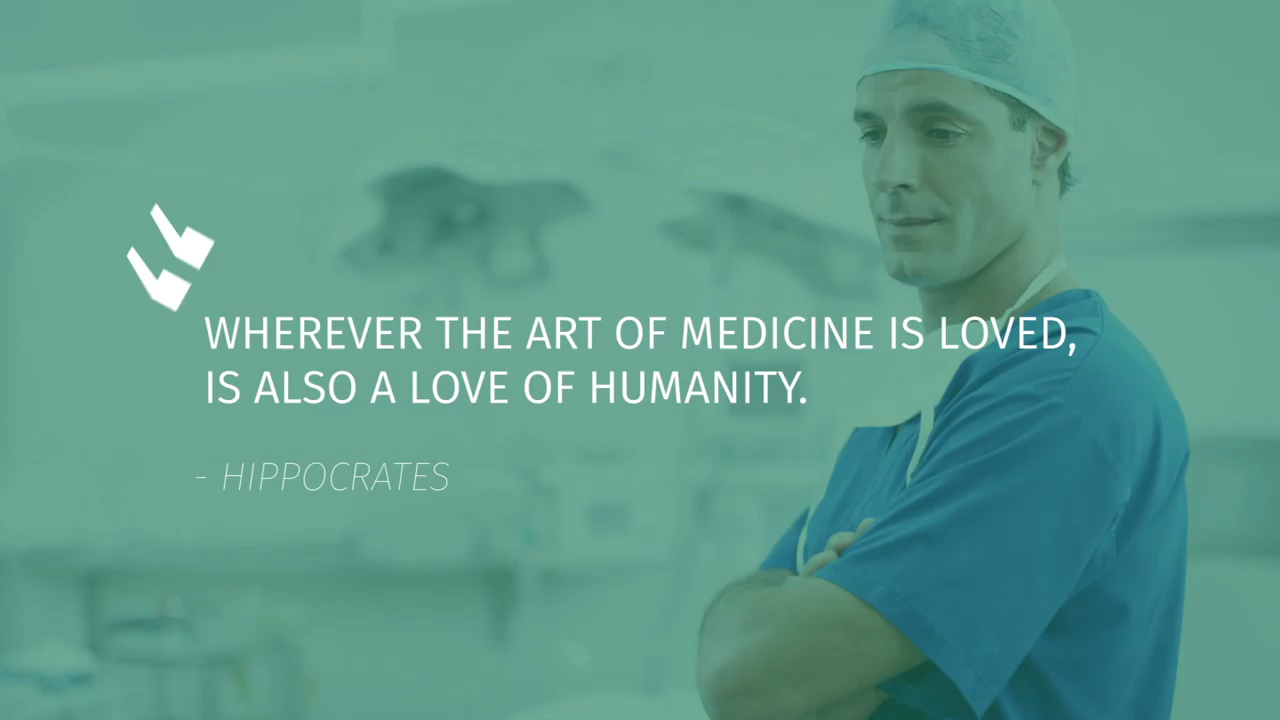 WHEREVER THE ART OF MEDICINE IS LOVED,
IS ALSO A LOVE OF HUMANITY.
- HIPPOCRATES